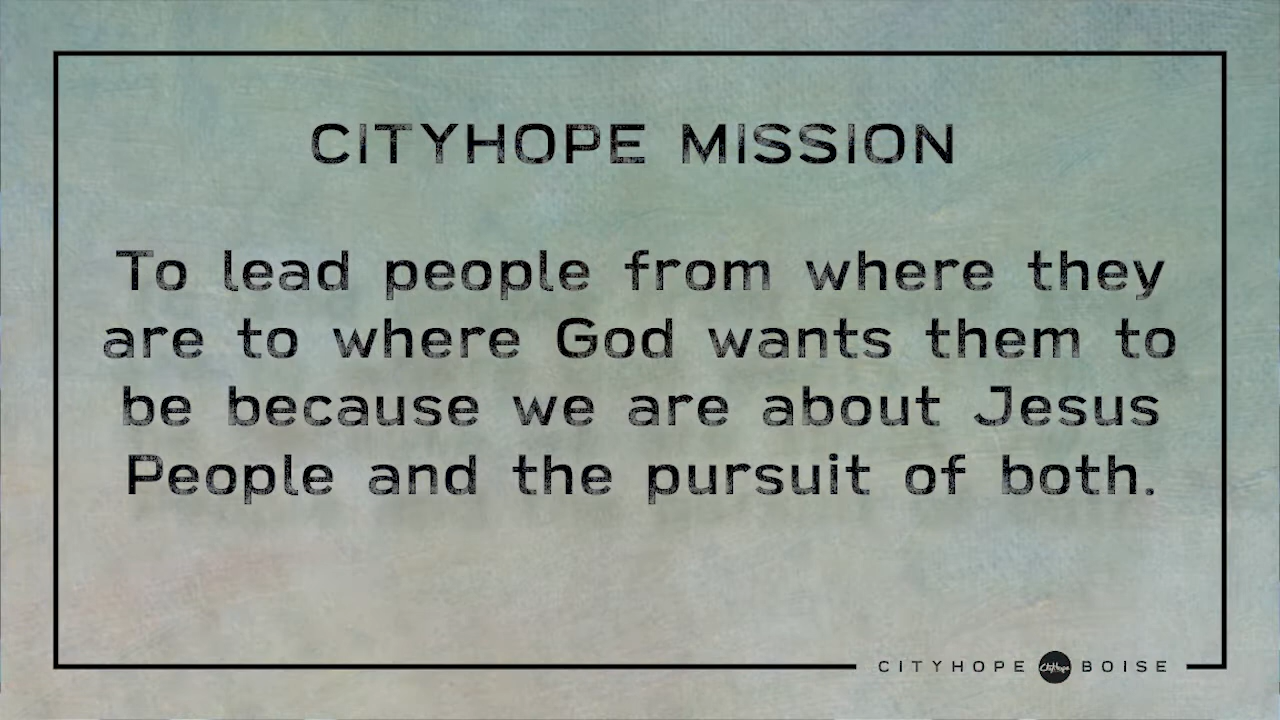 CITYHOPE MISSION
To lead people from where they
are to where God wants them to
be because we are about Jesus
People and the pursuit of both.
CITYHOPE CityHope BOISE